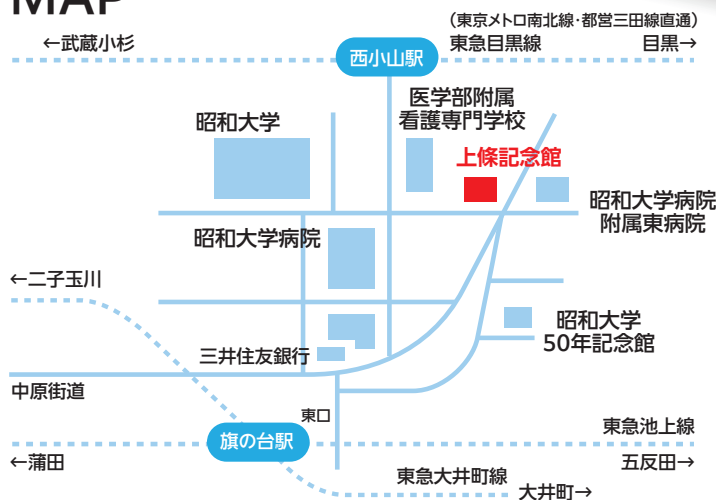 MAP
(東京メトロ南北線・都営三田線直通)
←武蔵小杉
東急目黒線
目黒→
西小山駅
医学部附属
看護専門学校
昭和大学
上條記念館
昭和大学病院
附属東病院
昭和大学病院
←二子玉川
昭和大学
50年記念館
三井住友銀行
中原街道
東口
旗の台駅
東急池上線
←蒲田
五反田→
東急大井町線
大井町→